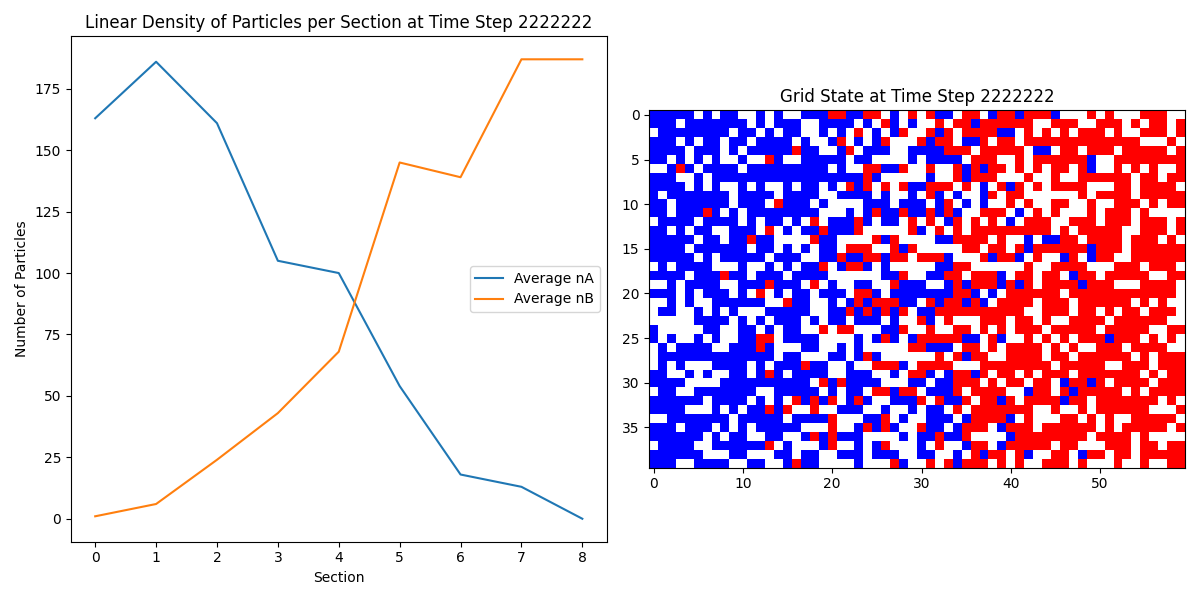 Linear Density of Particles per Section at Time Step 2222222
Number of Particles
175
150
125
100
75
50
25
0
0 1 2 3 4 5 6 7 8
Section
Average nA
Average nB
Grid State at Time Step 2222222
0
5
10
15
20
25
30
35
0 10 20 30 40 50